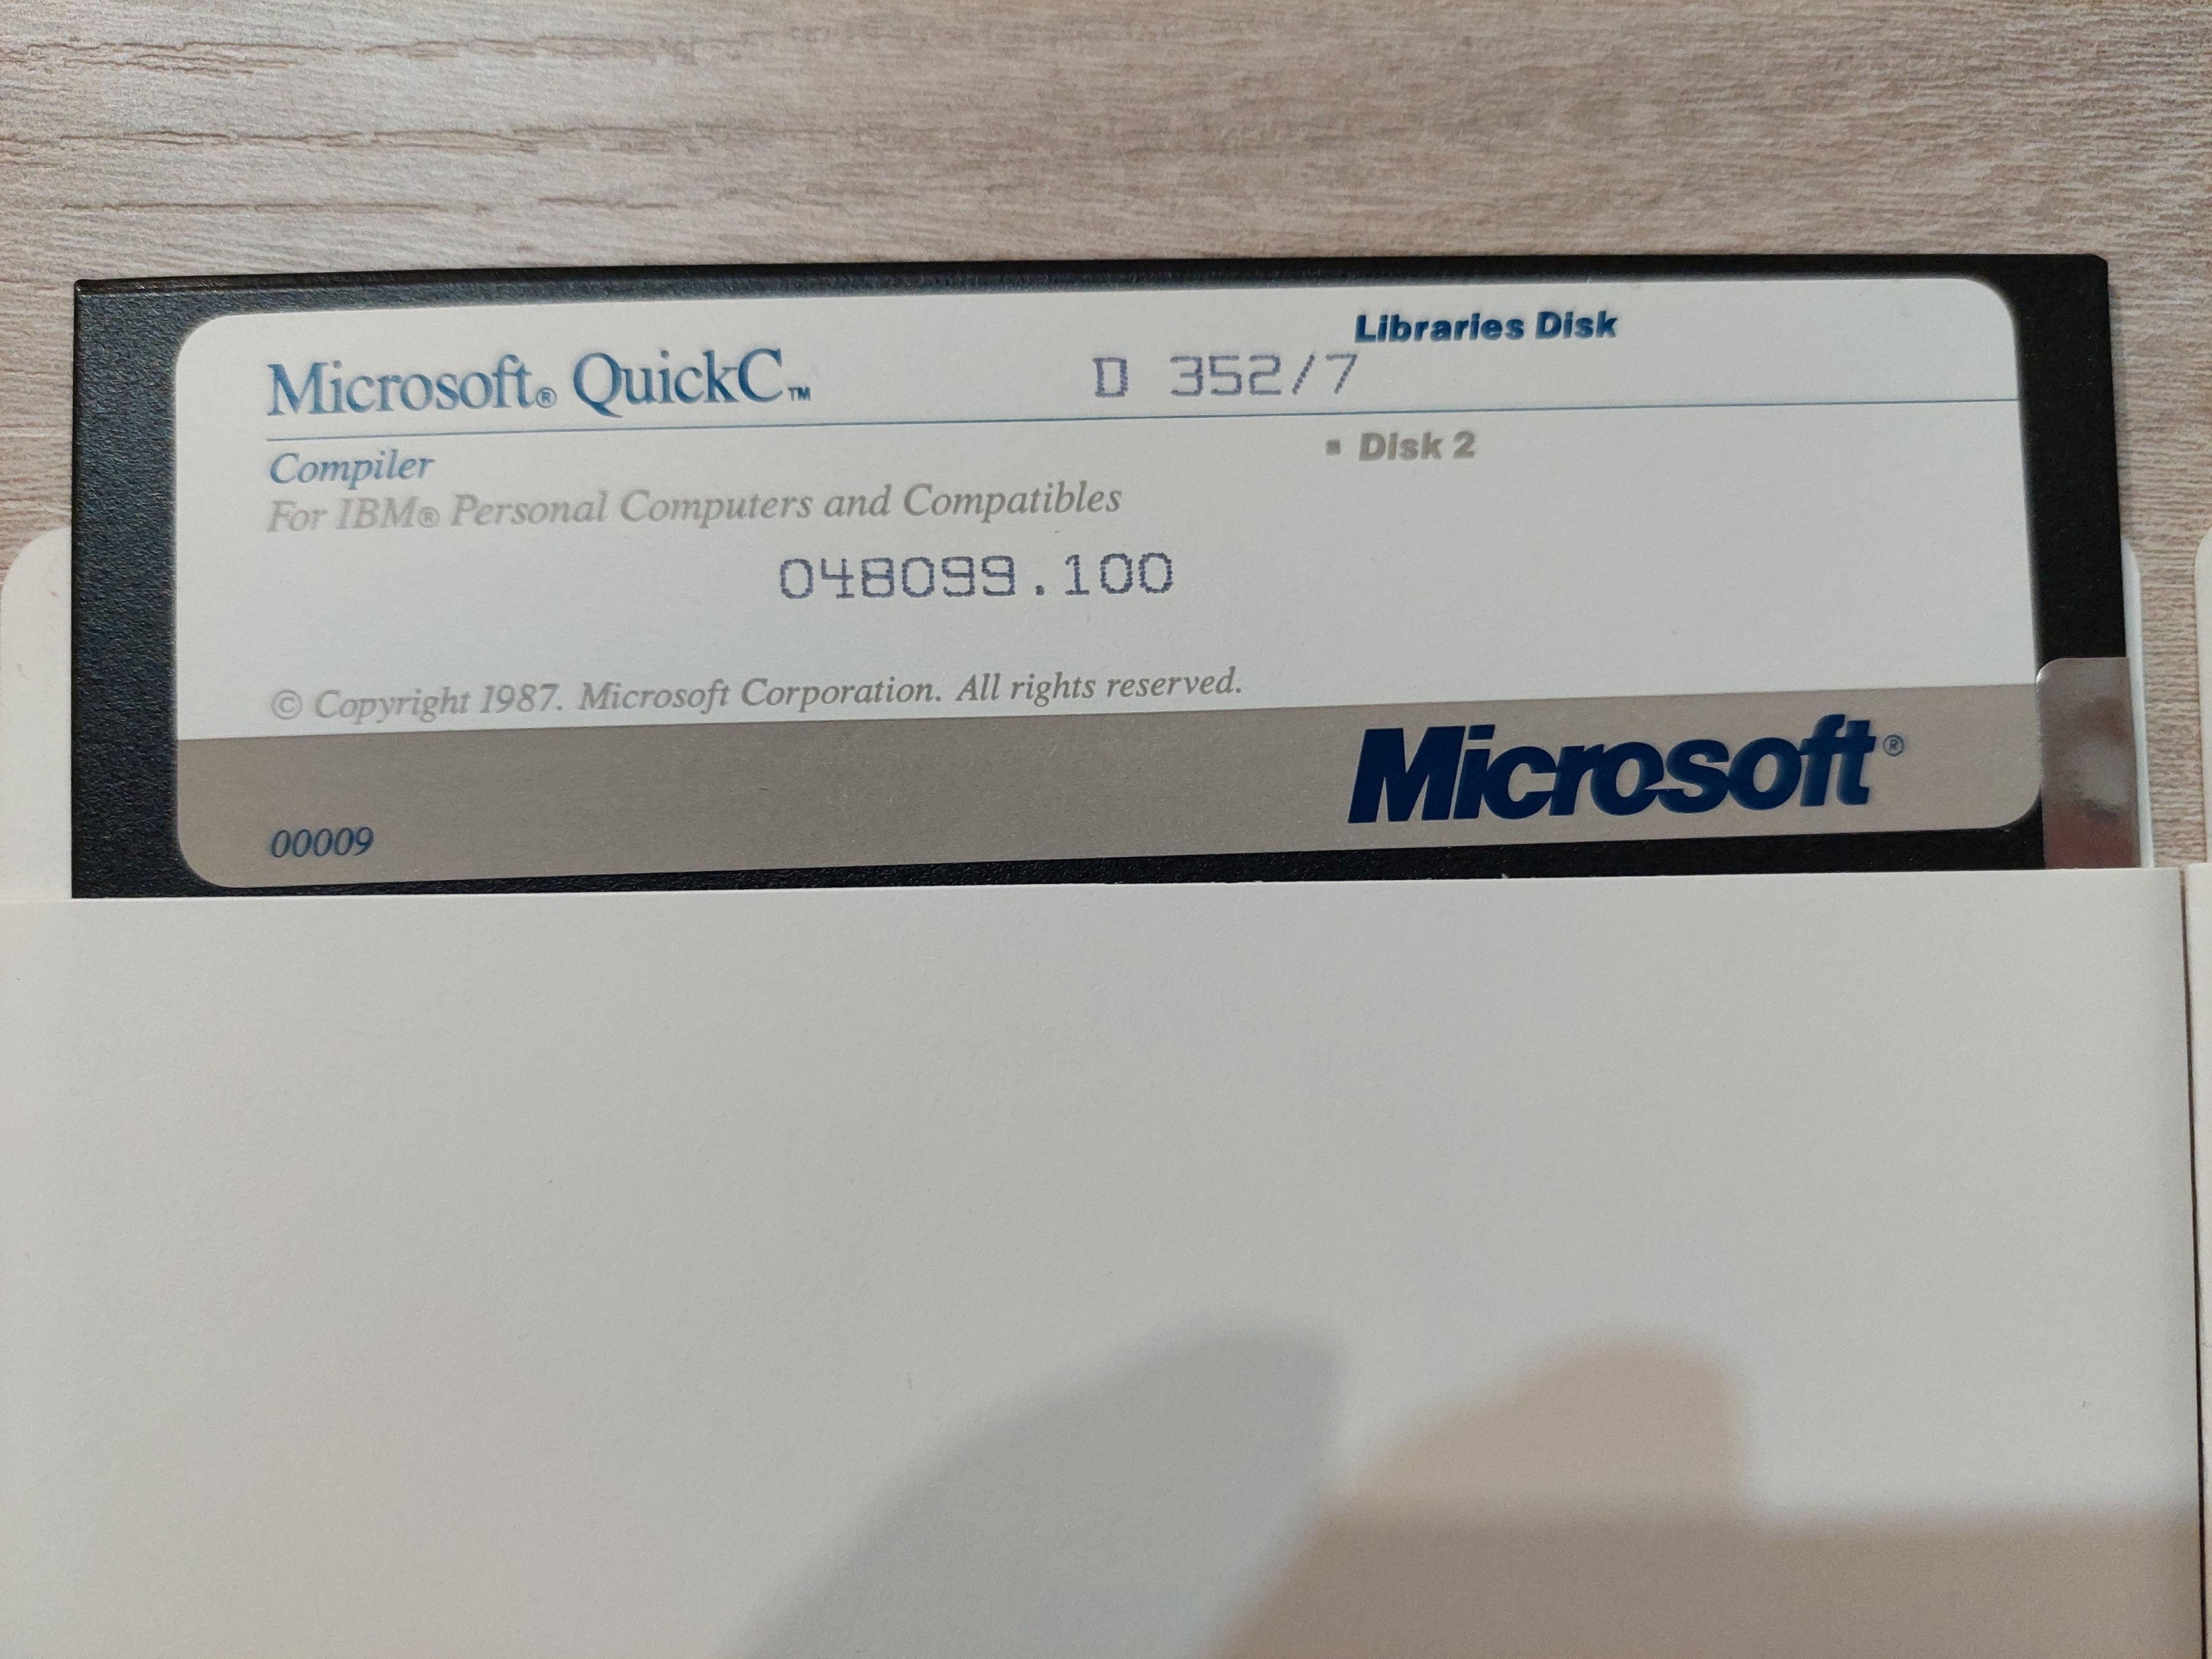 Libraries Disk
Microsoft® QuickC™
D 352/7
Compiler
▪ Disk 2
For IBM® Personal Computers and Compatibles
048099.100
© Copyright 1987. Microsoft Corporation. All rights reserved.
Microsoft®
00009